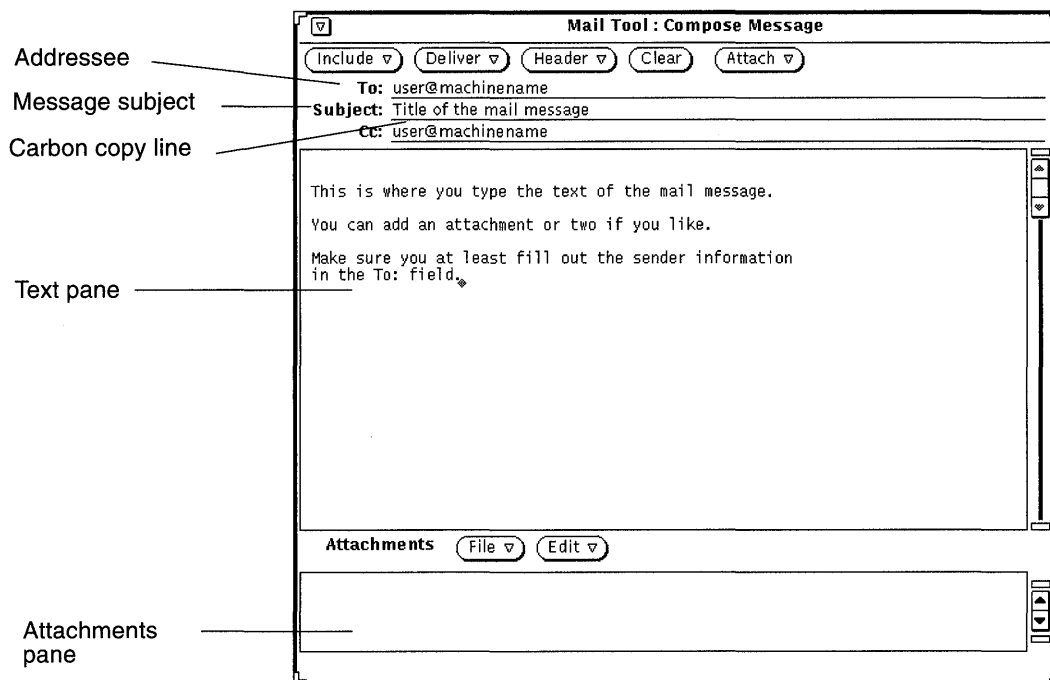 Mail Tool : Compose Message
Include Deliver Header Clear Attach
Addressee
To: user@machinename
Message subject
Subject: Title of the mail message
Carbon copy line
Cc: user@machinename
This is where you type the text of the mail message.
You can add an attachment or two if you like.
Make sure you at least fill out the sender information
in the To: field.
Text pane
Attachments File Edit
Attachments
pane